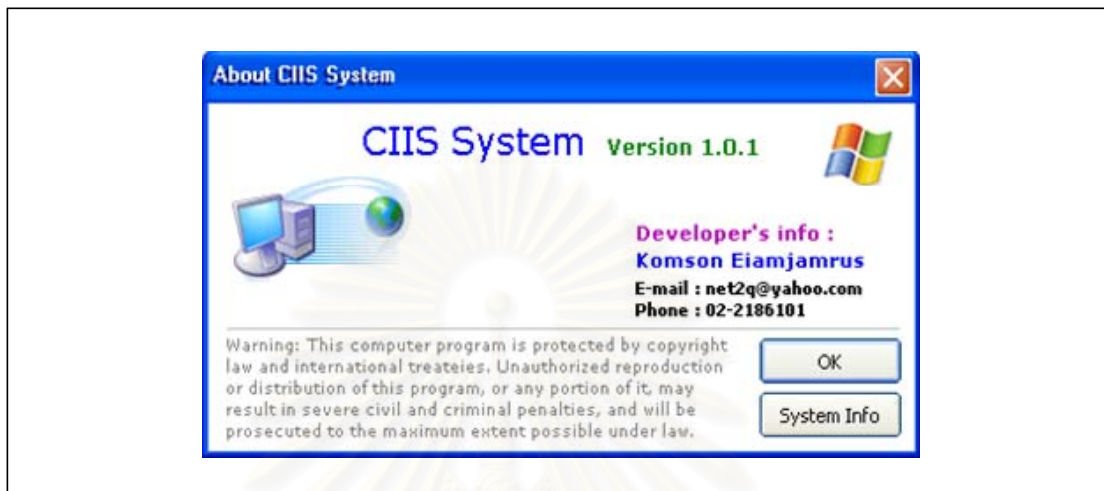 About CIIS System
CIIS System Version 1.0.1
Developer's info :
Komson Eiamjamrus
E-mail : net2q@yahoo.com
Phone : 02-2186101
Warning: This computer program is protected by copyright
law and international treateies. Unauthorized reproduction
or distribution of this program, or any portion of it, may
result in severe civil and criminal penalties, and will be
prosecuted to the maximum extent possible under law.
OK
System Info